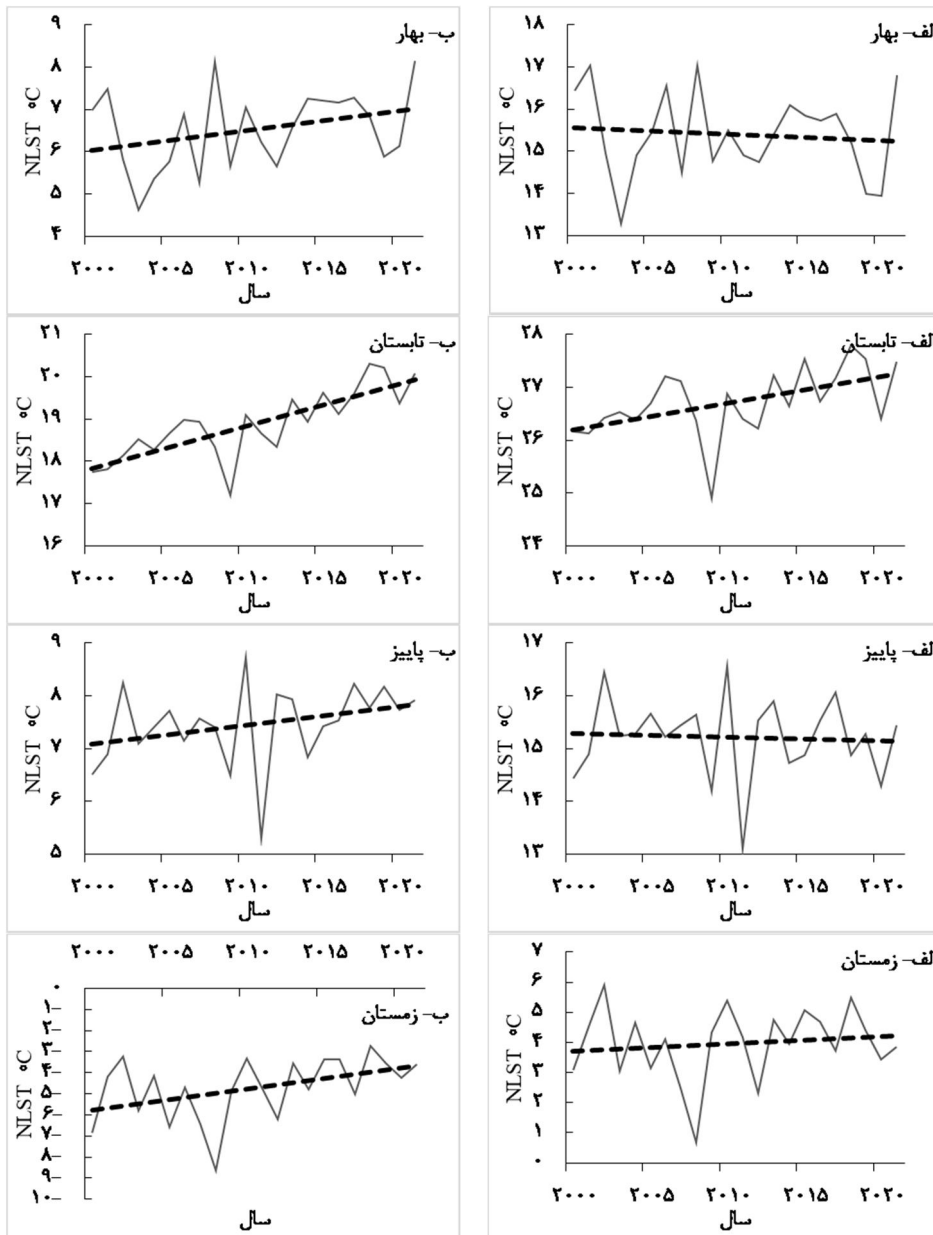 لف- بهار
NLST °C
۱۸
۱۷
۱۶
۱۵
۱۴
۱۳
۲۰۰۰ ۲۰۰۵ ۲۰۱۰ ۲۰۱۵ ۲۰۲۰
سال
ب- بهار
NLST °C
۹
۸
۷
۶
۵
۴
۲۰۰۰ ۲۰۰۵ ۲۰۱۰ ۲۰۱۵ ۲۰۲۰
سال
لف- تابستان
NLST °C
۲۸
۲۷
۲۶
۲۵
۲۴
۲۰۰۰ ۲۰۰۵ ۲۰۱۰ ۲۰۱۵ ۲۰۲۰
سال
ب- تابستان
NLST °C
۲۱
۲۰
۱۹
۱۸
۱۷
۱۶
۲۰۰۰ ۲۰۰۵ ۲۰۱۰ ۲۰۱۵ ۲۰۲۰
سال
لف- پاییز
NLST °C
۱۷
۱۶
۱۵
۱۴
۱۳
۲۰۰۰ ۲۰۰۵ ۲۰۱۰ ۲۰۱۵ ۲۰۲۰
سال
ب- پاییز
NLST °C
۹
۸
۷
۶
۵
۲۰۰۰ ۲۰۰۵ ۲۰۱۰ ۲۰۱۵ ۲۰۲۰
سال
لف- زمستان
NLST °C
۷
۶
۵
۴
۳
۲
۱
۰
۲۰۰۰ ۲۰۰۵ ۲۰۱۰ ۲۰۱۵ ۲۰۲۰
سال
۲۰۰۰ ۲۰۰۵ ۲۰۱۰ ۲۰۱۵ ۲۰۲۰
ب- زمستان
NLST °C
۰
۱–
۲–
۳–
۴–
۵–
۶–
۷–
۸–
۹–
۱۰–
سال